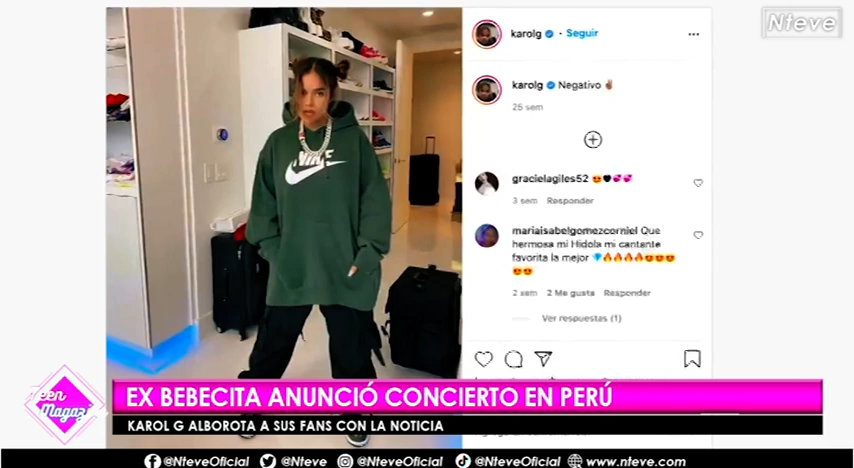 Nteve
karolg · Seguir
karolg Negativo ✌🏽
25 sem
NIKE
gracielagiles52 😍🖤💞💞
3 sem Responder
mariaisabelgomezcorniel Que
hermosa mi Hidola mi cantante
favorita la mejor 💎🔥🔥🔥🔥😍😍😍
😍😍
2 sem 2 Me gusta Responder
Ver respuestas (1)
Teen
Magazin
EX BEBECITA ANUNCIÓ CONCIERTO EN PERÚ
KAROL G ALBOROTA A SUS FANS CON LA NOTICIA
@NteveOficial @Nteve @NteveOficial @NteveOficial www.nteve.com